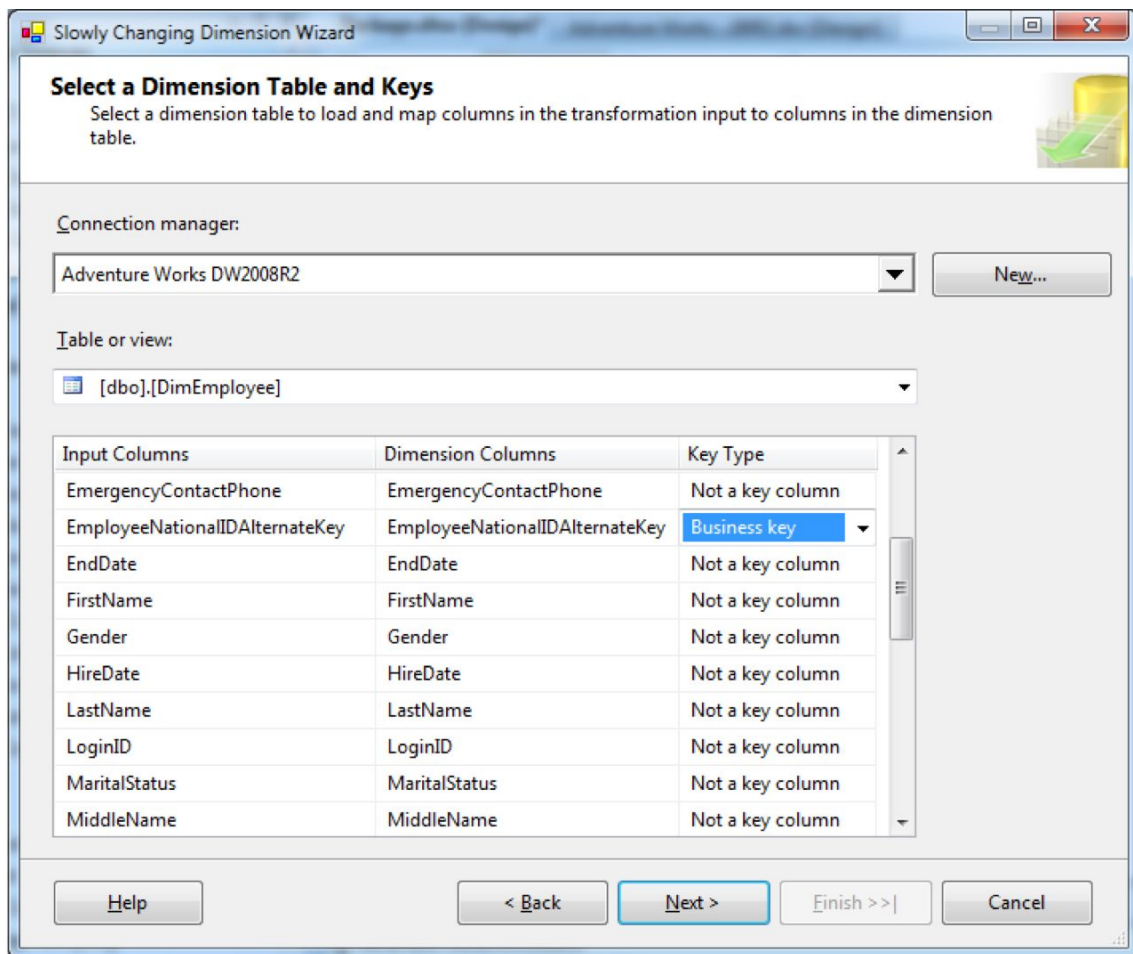 Slowly Changing Dimension Wizard
Select a Dimension Table and Keys
Select a dimension table to load and map columns in the transformation input to columns in the dimension
table.
Connection manager:
Adventure Works DW2008R2 New...
Table or view:
[dbo].[DimEmployee]
Input Columns Dimension Columns Key Type
EmergencyContactPhone EmergencyContactPhone Not a key column
EmployeeNationalIDAlternateKey EmployeeNationalIDAlternateKey Business key
EndDate EndDate Not a key column
FirstName FirstName Not a key column
Gender Gender Not a key column
HireDate HireDate Not a key column
LastName LastName Not a key column
LoginID LoginID Not a key column
MaritalStatus MaritalStatus Not a key column
MiddleName MiddleName Not a key column
Help < Back Next > Finish >>| Cancel